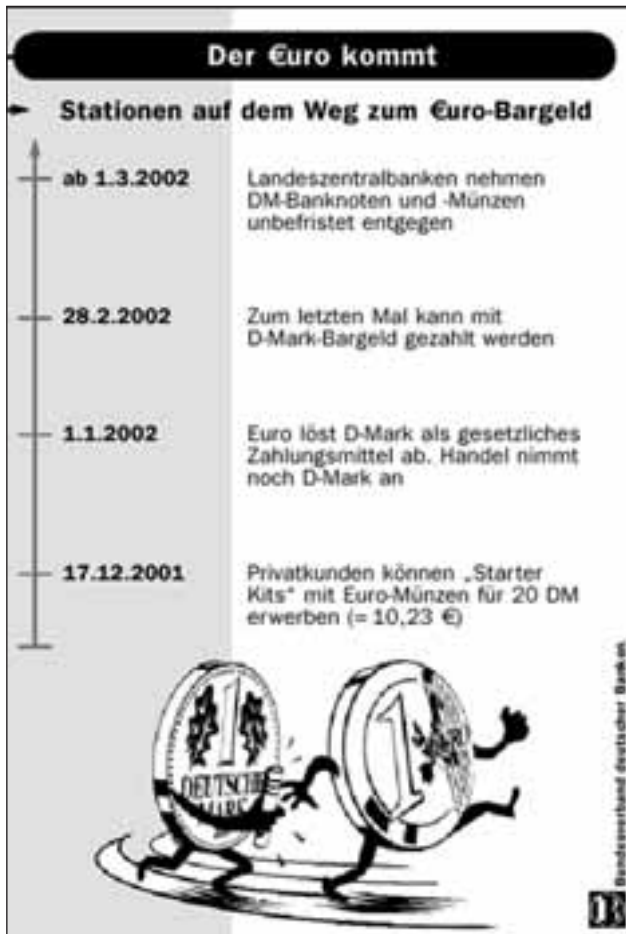 Der €uro kommt
Stationen auf dem Weg zum €uro-Bargeld
ab 1.3.2002
Landeszentralbanken nehmen
DM-Banknoten und -Münzen
unbefristet entgegen
28.2.2002
Zum letzten Mal kann mit
D-Mark-Bargeld gezahlt werden
1.1.2002
Euro löst D-Mark als gesetzliches
Zahlungsmittel ab. Handel nimmt
noch D-Mark an
17.12.2001
Privatkunden können „Starter
Kits“ mit Euro-Münzen für 20 DM
erwerben (= 10,23 €)
1
DEUTSCHE
MARK
1
Bundesverband deutscher Banken